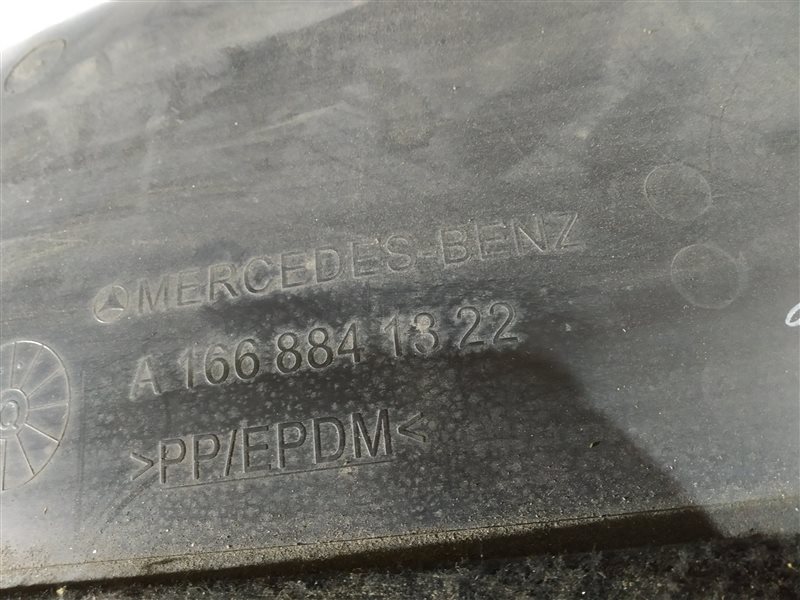 MERCEDES-BENZ
A 166 884 13 22
>PP/EPDM<
Q